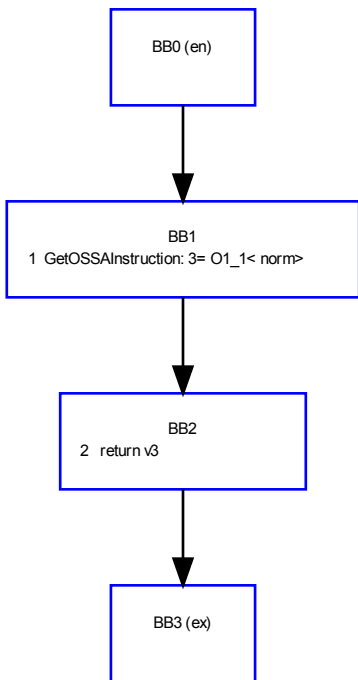 BB0 (en)
BB1
1 GetOSSAInstruction: 3= O1_1< norm>
BB2
2 return v3
BB3 (ex)